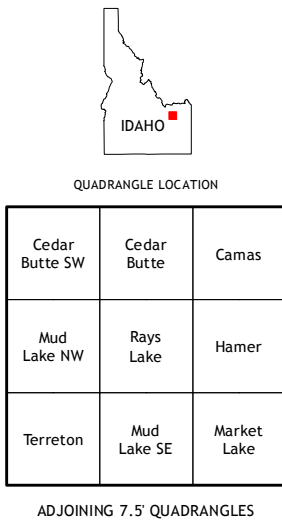 IDAHO
QUADRANGLE LOCATION
Cedar
Butte SW
Cedar
Butte
Camas
Mud
Lake NW
Rays
Lake
Hamer
Terreton
Mud
Lake SE
Market
Lake
ADJOINING 7.5' QUADRANGLES